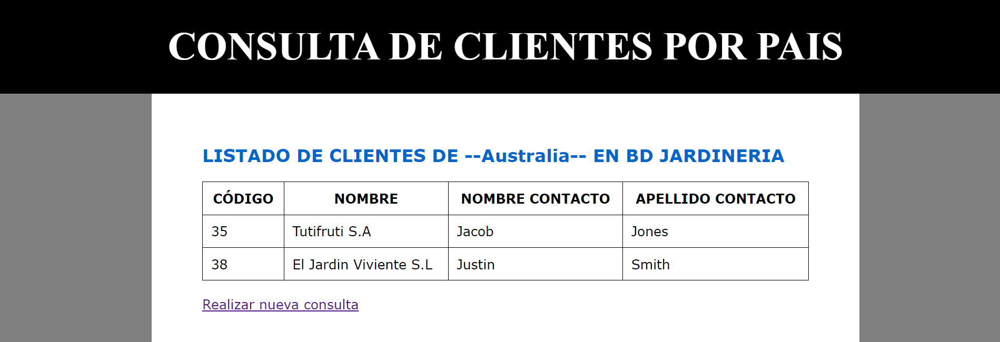 CONSULTA DE CLIENTES POR PAIS
LISTADO DE CLIENTES DE --Australia-- EN BD JARDINERIA
CÓDIGO NOMBRE NOMBRE CONTACTO APELLIDO CONTACTO
35 Tutifruti S.A Jacob Jones
38 El Jardin Viviente S.L Justin Smith
Realizar nueva consulta